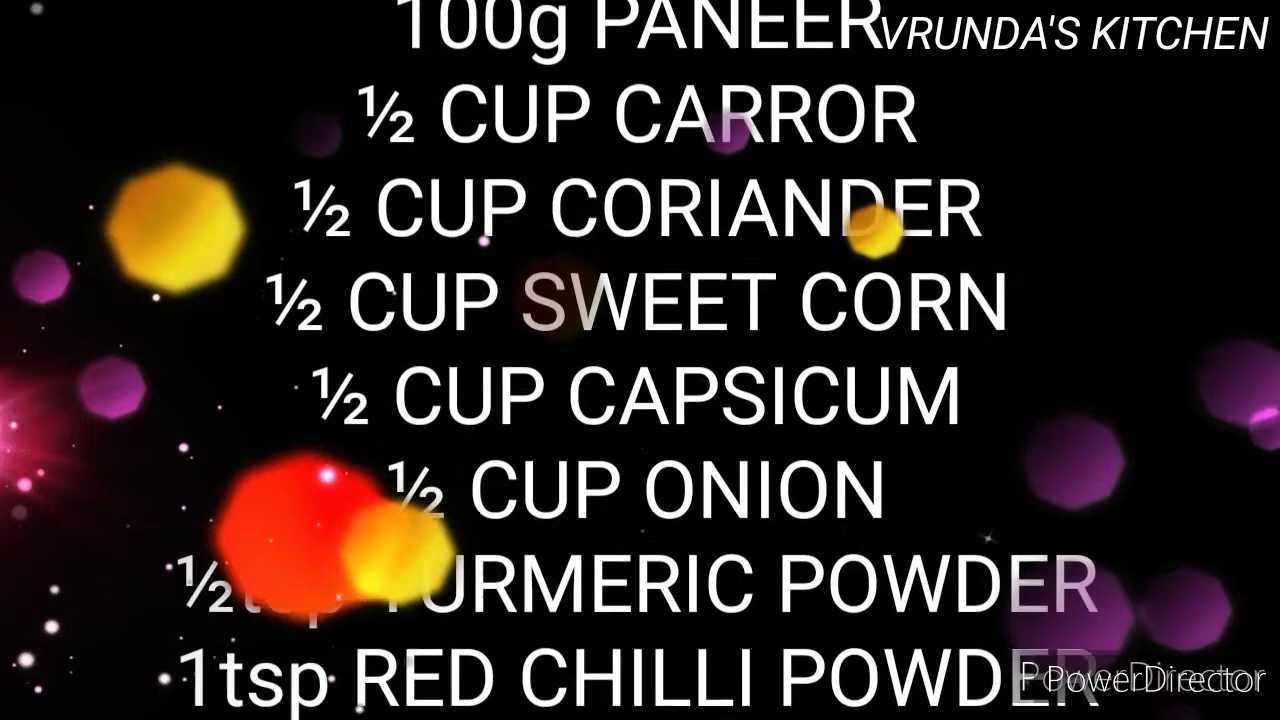 100g PANEER
VRUNDA'S KITCHEN
½ CUP CARROR
½ CUP CORIANDER
½ CUP SWEET CORN
½ CUP CAPSICUM
½ CUP ONION
½tsp TURMERIC POWDER
1tsp RED CHILLI POWDER
PowerDirector